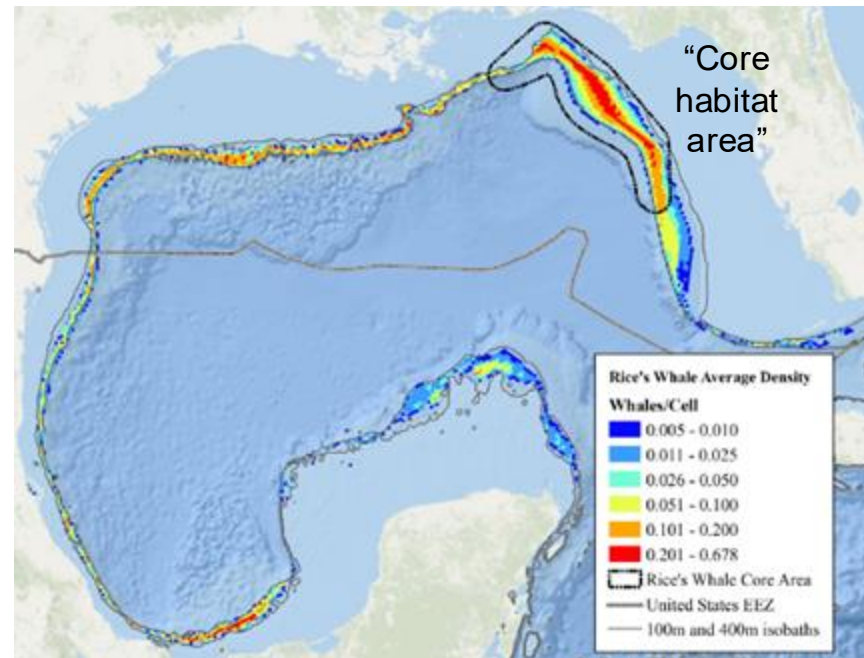 “Core
habitat
area”
Rice's Whale Average Density
Whales/Cell
0.005 - 0.010
0.011 - 0.025
0.026 - 0.050
0.051 - 0.100
0.101 - 0.200
0.201 - 0.678
Rice's Whale Core Area
United States EEZ
100m and 400m isobaths